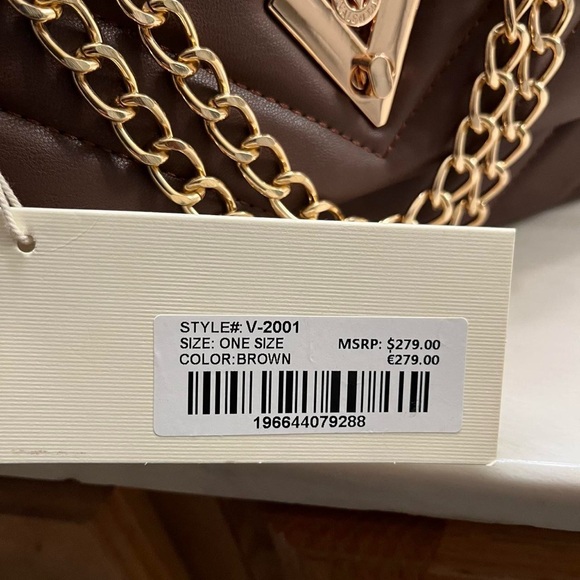 STYLE#: V-2001
SIZE: ONE SIZE MSRP: $279.00
COLOR:BROWN €279.00
196644079288